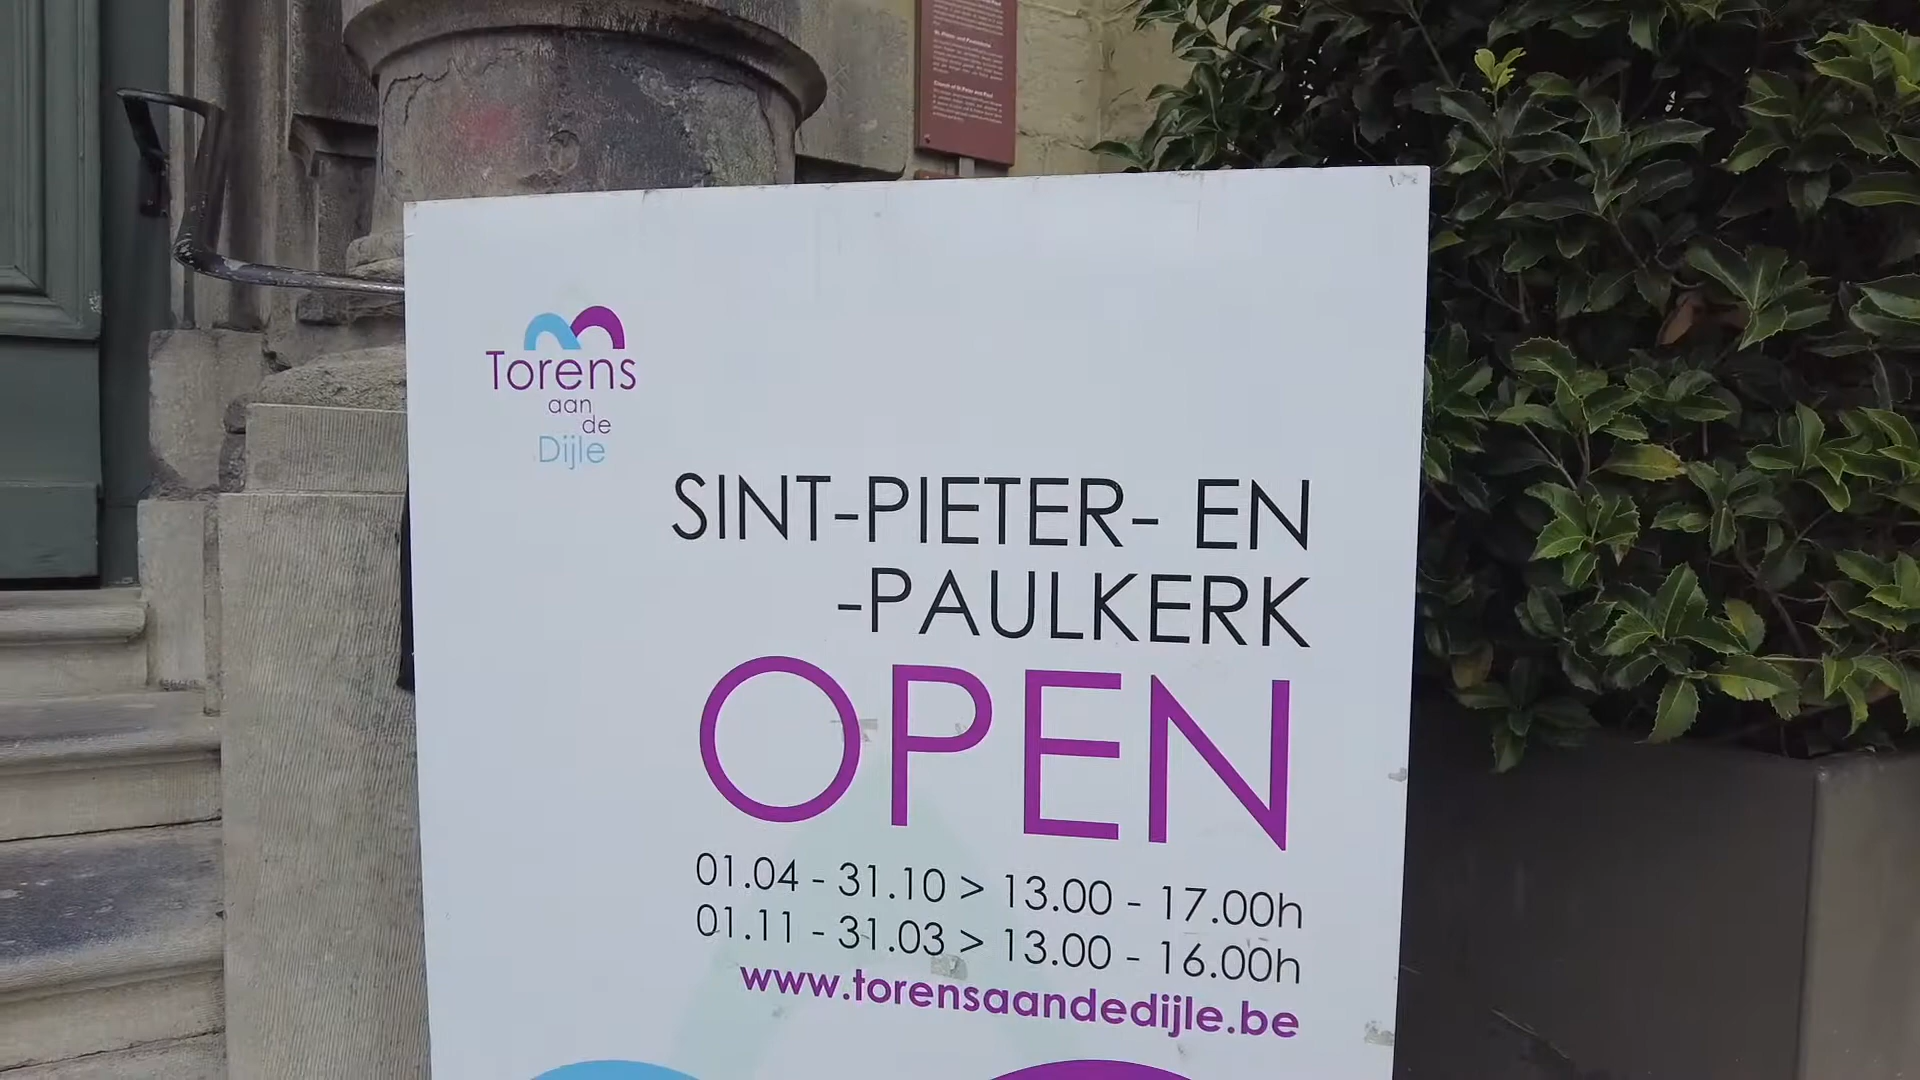 Torens
aan
de
Dijle
SINT-PIETER- EN
-PAULKERK
OPEN
01.04 - 31.10 > 13.00 - 17.00h
01.11 - 31.03 > 13.00 - 16.00h
www.torensaandedijle.be